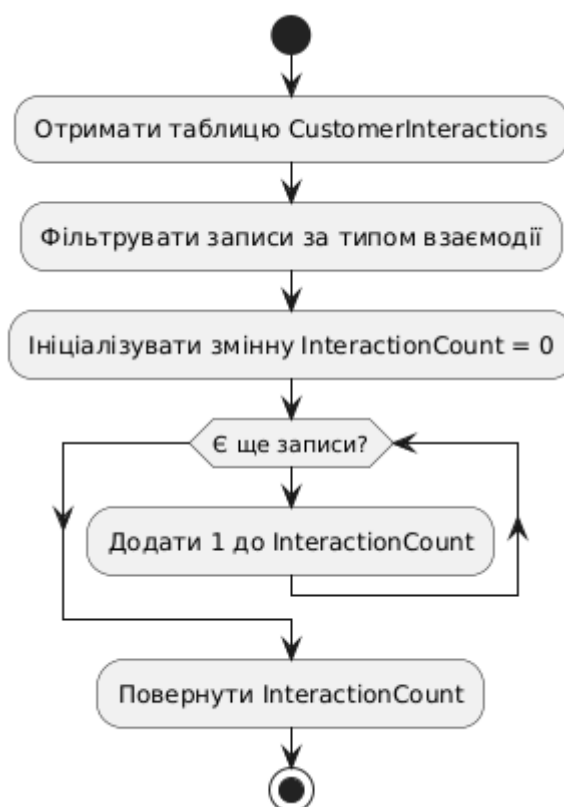 Отримати таблицю CustomerInteractions
Фільтрувати записи за типом взаємодії
Ініціалізувати змінну InteractionCount = 0
Є ще записи?
Додати 1 до InteractionCount
Повернути InteractionCount